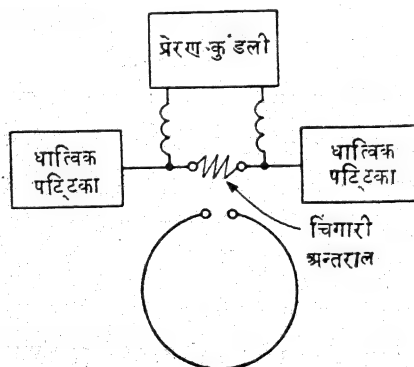 प्रेरण-कुंडली
धात्विक
पट्टिका
धात्विक
पट्टिका
चिंगारी
अन्तराल